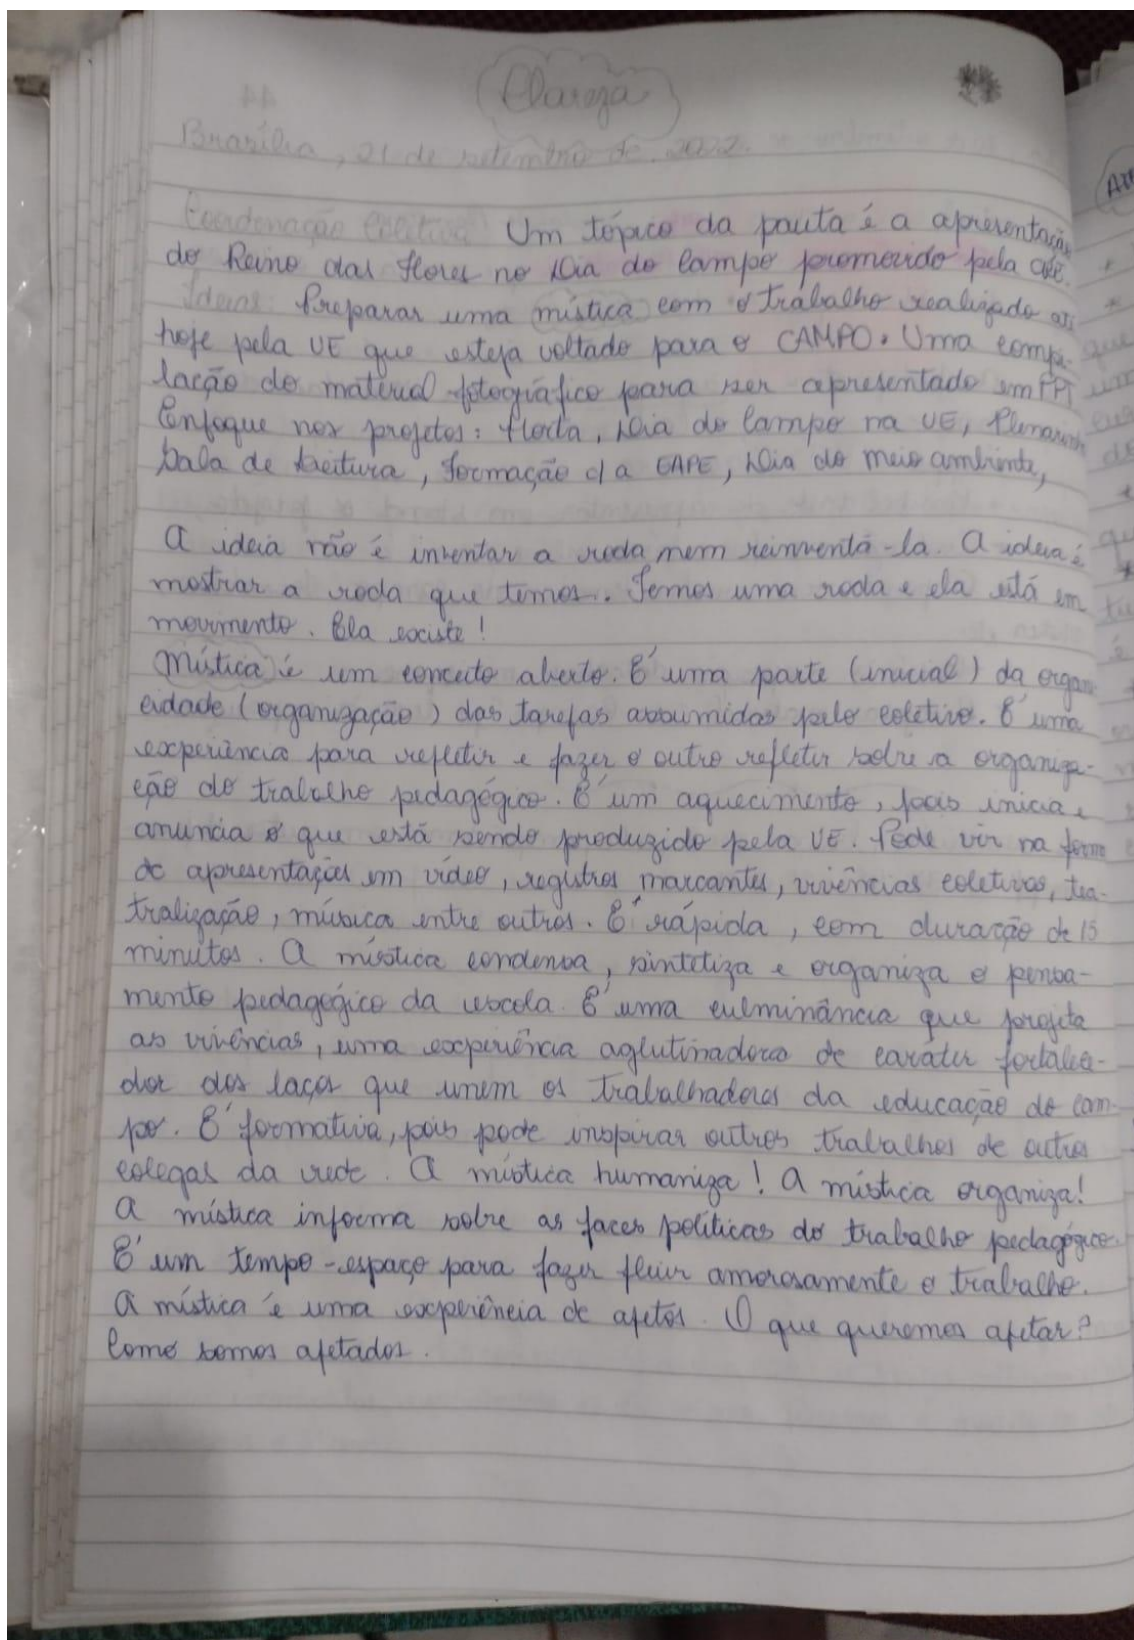 Clareza
Brasília, 21 de setembro de 2022.
Coordenação Coletiva Um tópico da pauta é a apresentação
do Reino das Flores no Dia do Campo promovido pela
Ideias: Preparar uma mística com o trabalho realizado até
hoje pela UE que esteja voltado para o CAMPO. Uma compi-
lação do material fotográfico para ser apresentado em PPT
Enfoque nos projetos: Horta, Dia do Campo na UE, Plenarinha
Sala de Leitura, Formação c/ a EAPE, Dia do meio ambiente,
A ideia não é inventar a roda nem reinventá-la. A ideia é
mostrar a roda que temos. Temos uma roda e ela está em
movimento. Ela existe!
Mística é um conceito aberto. É uma parte (inicial) da organi-
cidade (organização) das tarefas assumidas pelo coletivo. É uma
experiência para refletir e fazer o outro refletir sobre a organiza-
ção do trabalho pedagógico. É um aquecimento, pois inicia e
anuncia o que está sendo produzido pela UE. Pode vir na forma
de apresentações em vídeo, registros marcantes, vivências coletivas, tea-
tralização, música entre outros. É rápida, com duração de 15
minutos. A mística condensa, sintetiza e organiza o pensa-
mento pedagógico da escola. É uma culminância que projeta
as vivências, uma experiência aglutinadora de caráter fortalece-
dor dos laços que unem os trabalhadores da educação do cam-
po. É formativa, pois pode inspirar outros trabalhos de outros
colegas da rede. A mística humaniza! A mística organiza!
A mística informa sobre as faces políticas do trabalho pedagógico.
É um tempo-espaço para fazer fluir amorosamente o trabalho.
A mística é uma experiência de afetos. O que queremos afetar?
Como somos afetados.